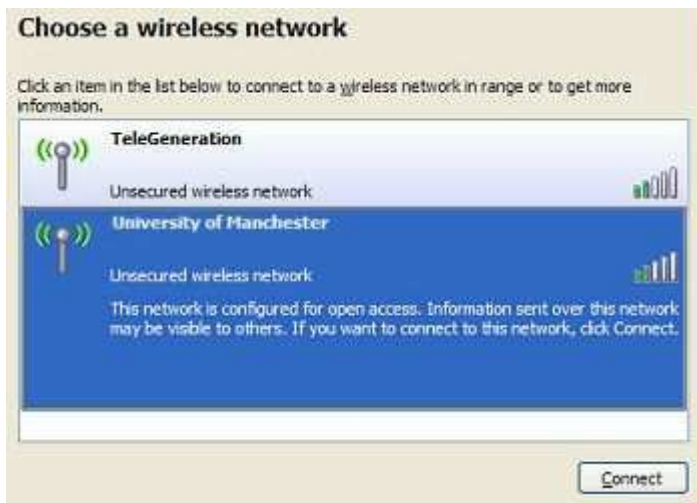 Choose a wireless network
Click an item in the list below to connect to a wireless network in range or to get more
information.
TeleGeneration
Unsecured wireless network
University of Manchester
Unsecured wireless network
This network is configured for open access. Information sent over this network
may be visible to others. If you want to connect to this network, click Connect.
Connect